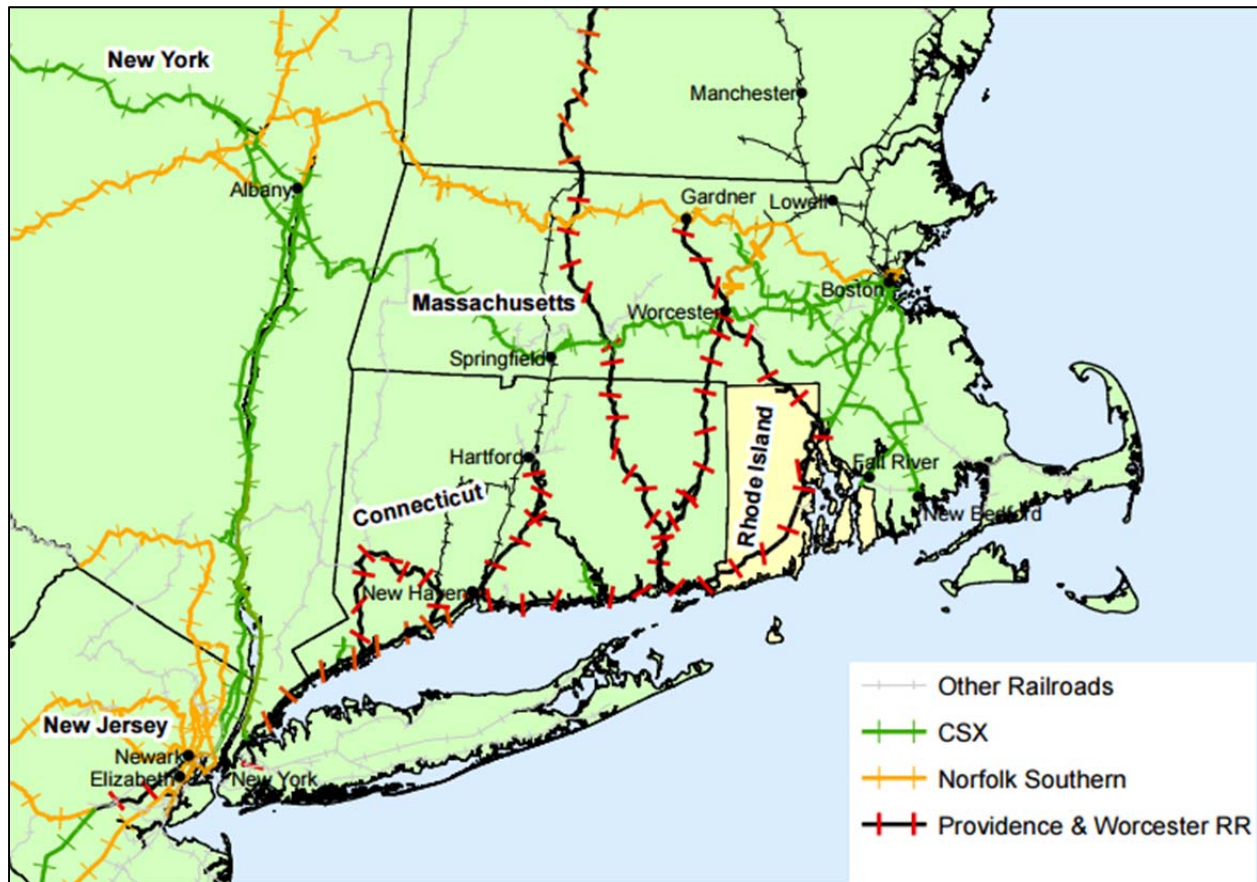 New York
Manchester
Albany
Gardner
Lowell
Boston
Massachusetts
Worcester
Springfield
Rhode Island
Hartford
Fall River
Connecticut
New Bedford
New Haven
New Jersey
Newark
Elizabeth
New York
Other Railroads
CSX
Norfolk Southern
Providence & Worcester RR